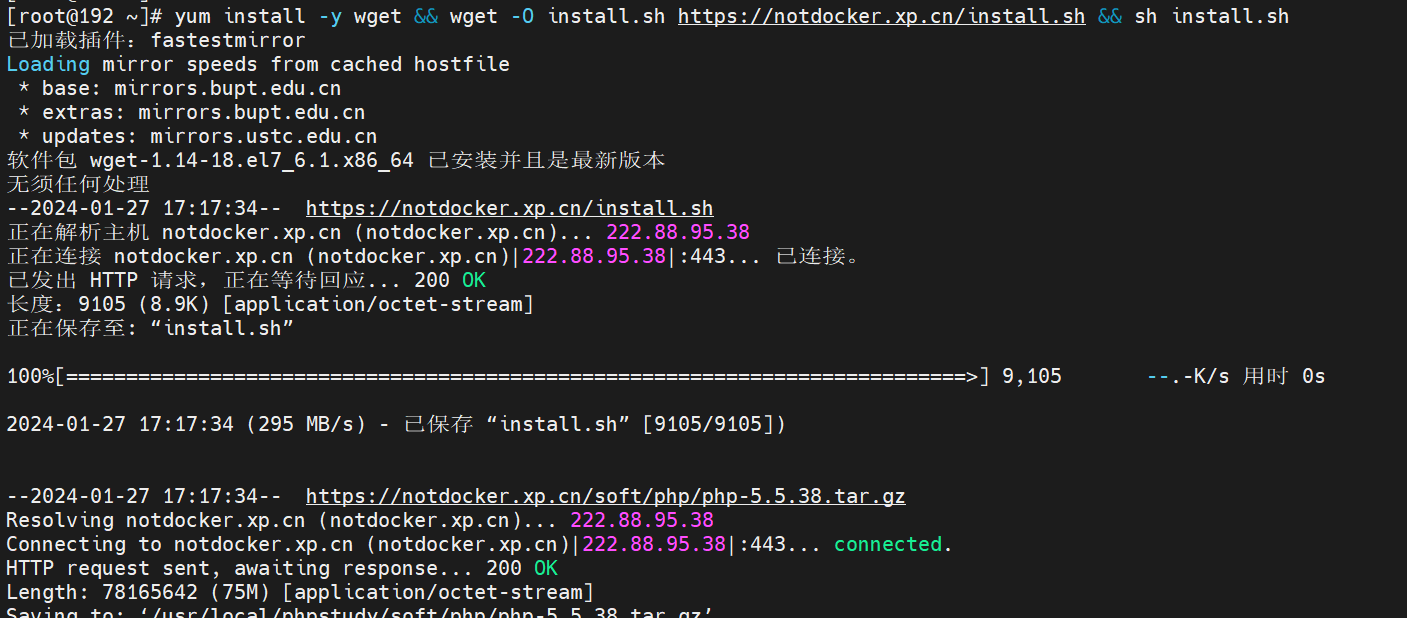 [root@192 ~]# yum install -y wget && wget -O install.sh https://notdocker.xp.cn/install.sh && sh install.sh
已加载插件：fastestmirror
Loading mirror speeds from cached hostfile
 * base: mirrors.bupt.edu.cn
 * extras: mirrors.bupt.edu.cn
 * updates: mirrors.ustc.edu.cn
软件包 wget-1.14-18.el7_6.1.x86_64 已安装并且是最新版本
无须任何处理
--2024-01-27 17:17:34--  https://notdocker.xp.cn/install.sh
正在解析主机 notdocker.xp.cn (notdocker.xp.cn)... 222.88.95.38
正在连接 notdocker.xp.cn (notdocker.xp.cn)|222.88.95.38|:443... 已连接。
已发出 HTTP 请求，正在等待回应... 200 OK
长度：9105 (8.9K) [application/octet-stream]
正在保存至: “install.sh”
100%[===========================================================================>] 9,105       --.-K/s 用时 0s
2024-01-27 17:17:34 (295 MB/s) - 已保存 “install.sh” [9105/9105])
--2024-01-27 17:17:34--  https://notdocker.xp.cn/soft/php/php-5.5.38.tar.gz
Resolving notdocker.xp.cn (notdocker.xp.cn)... 222.88.95.38
Connecting to notdocker.xp.cn (notdocker.xp.cn)|222.88.95.38|:443... connected.
HTTP request sent, awaiting response... 200 OK
Length: 78165642 (75M) [application/octet-stream]
Saving to: ‘/usr/local/phpstudy/soft/php/php-5.5.38.tar.gz’